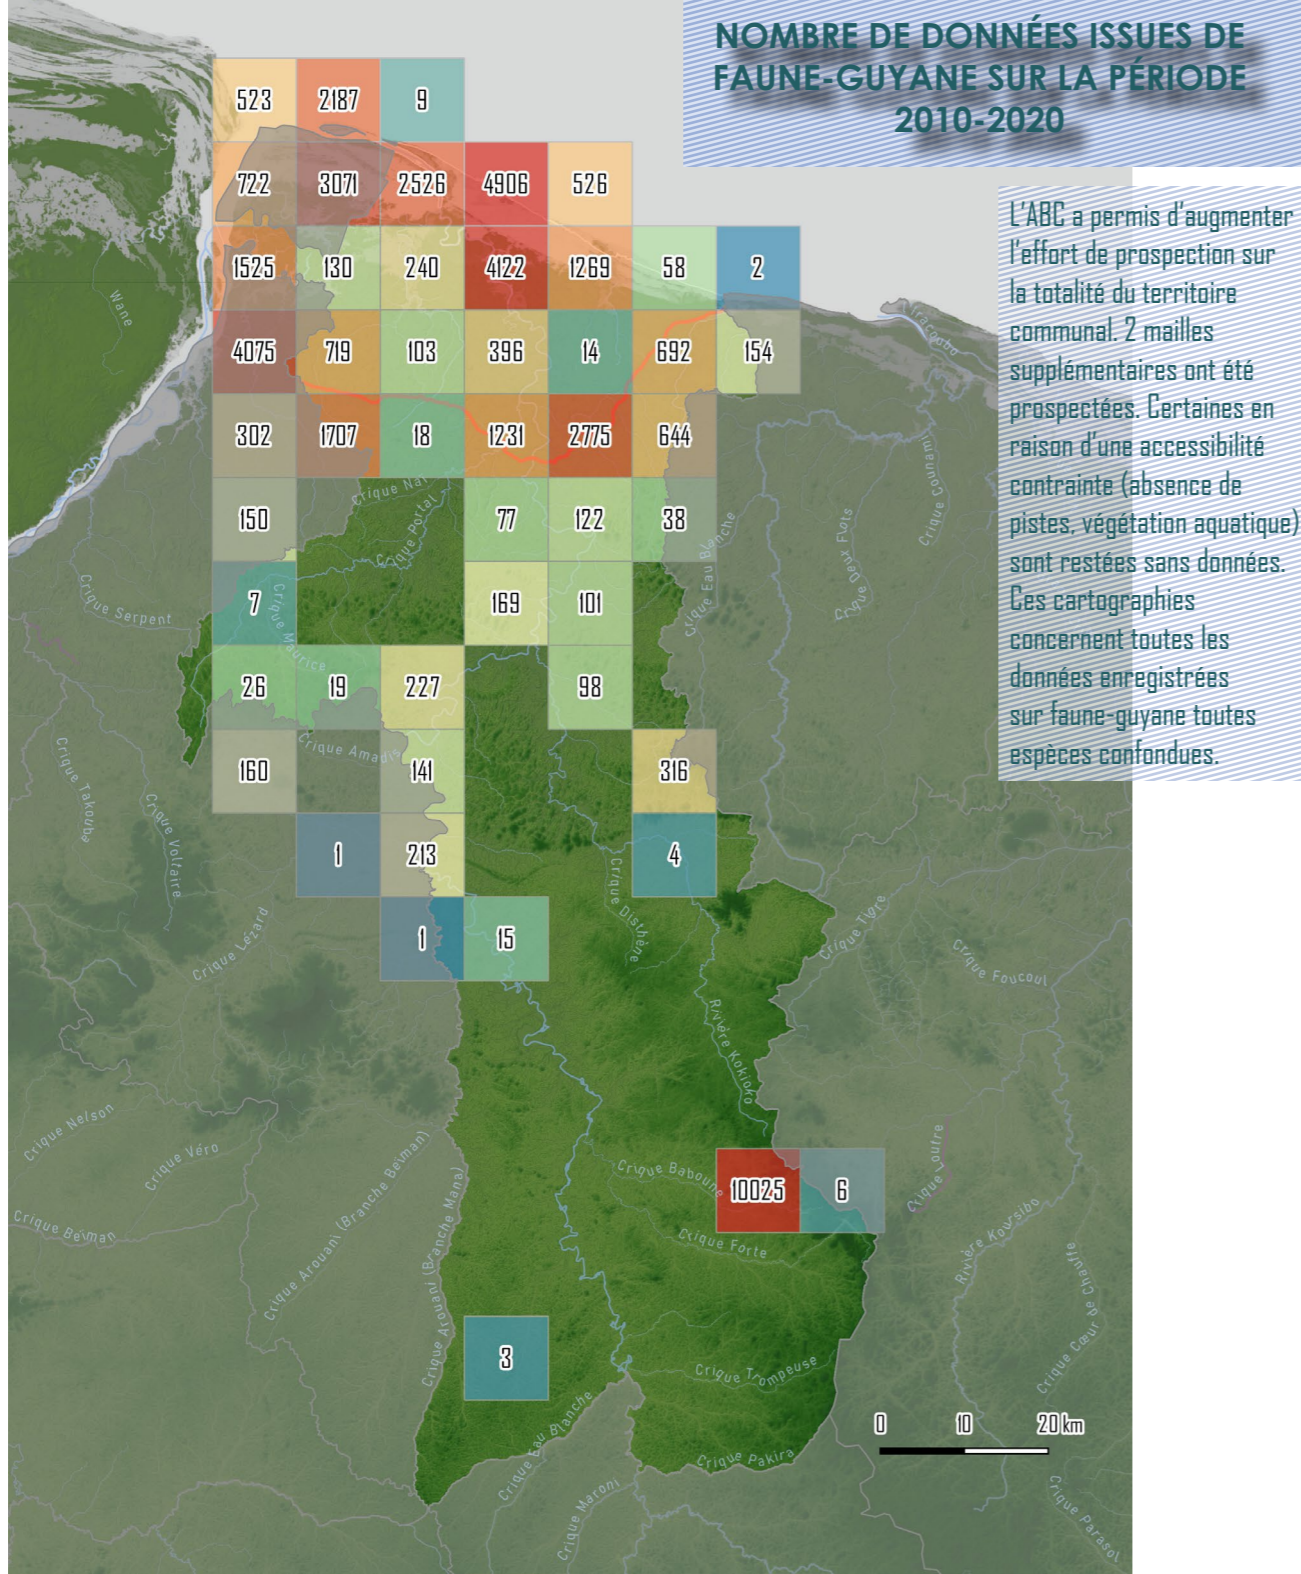 NOMBRE DE DONNÉES ISSUES DE
FAUNE-GUYANE SUR LA PÉRIODE
2010-2020
L'ABC a permis d'augmenter
l'effort de prospection sur
la totalité du territoire
communal. 2 mailles
supplémentaires ont été
prospectées. Certaines en
raison d'une accessibilité
contrainte (absence de
pistes, végétation aquatique)
sont restées sans données.
Ces cartographies
concernent toutes les
données enregistrées
sur faune-guyane toutes
espèces confondues.
523 2187 9
722 3071 2526 4906 526
1525 130 240 4122 1269 58 2
Wane
Iracoubo
4075 719 103 396 14 692 154
302 1707 18 1231 2775 644
Crique Counami
Crique Portal
150 77 122 38
Crique Eau Blanche
Crique Deux Flots
Crique Serpent
7 169 101
Crique Maurice
26 19 227 98
Crique Amadis
160 141 316
Crique Takoubé
Crique Voltaire
1 213 4
Crique Disthène
Crique Tigre
Crique Lézard
1 15
Crique Foucoul
Rivière Kokioko
Crique Nelson
Crique Véro
Crique Beïman
Crique Arouani (Branche Beïman)
Crique Arouani (Branche Mana)
Crique Baboune
10025 6
Crique Loutre
Crique Forte
Rivière Koursibo
Crique Cœur de Chauffe
3
Crique Trompeuse
Crique Eau Blanche
Crique Pakira
Crique Maroni
Crique Parasol
0 10 20 km